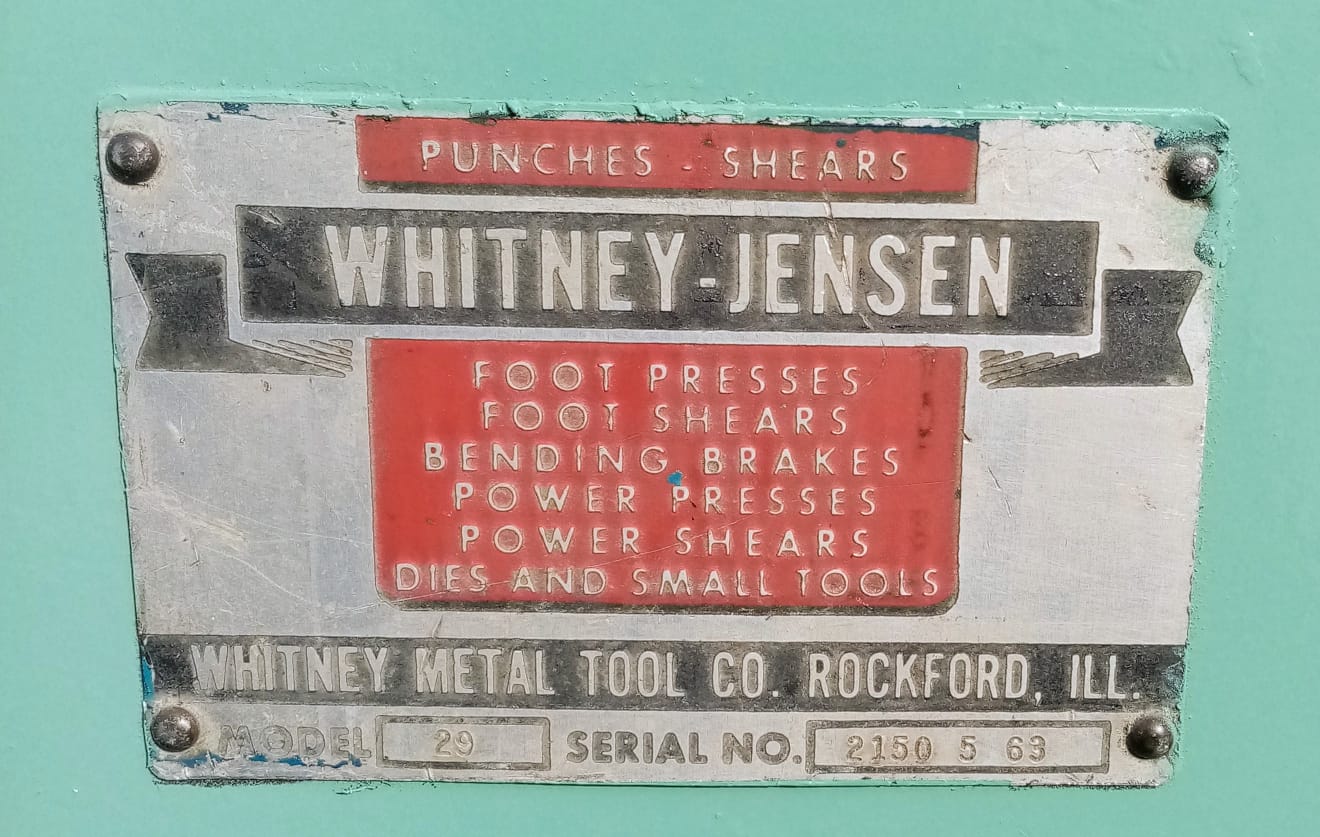 PUNCHES - SHEARS
WHITNEY-JENSEN
FOOT PRESSES
FOOT SHEARS
BENDING BRAKES
POWER PRESSES
POWER SHEARS
DIES AND SMALL TOOLS
WHITNEY METAL TOOL CO. ROCKFORD, ILL.
MODEL 29 SERIAL NO. 2150 5 63